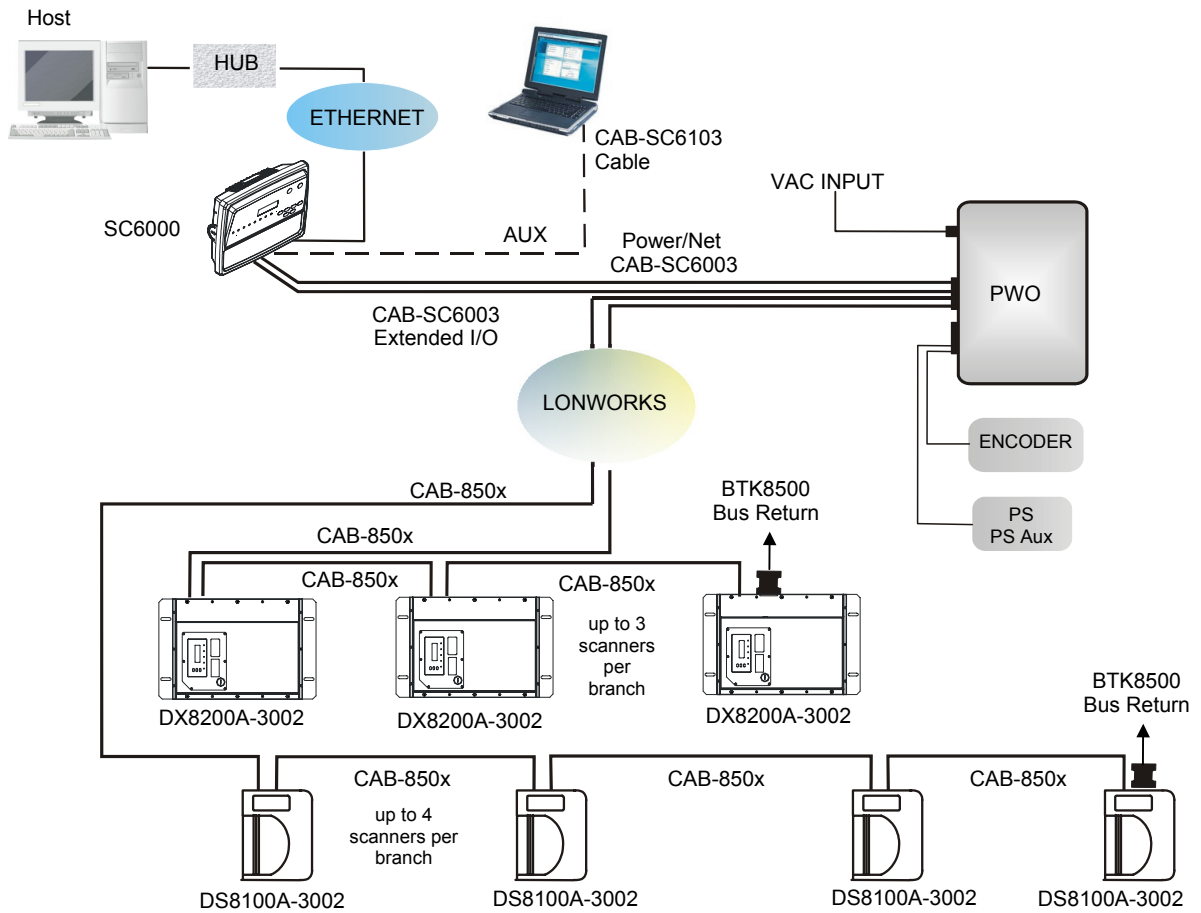 Host
HUB
ETHERNET
CAB-SC6103
Cable
VAC INPUT
SC6000
AUX
Power/Net
CAB-SC6003
PWO
CAB-SC6003
Extended I/O
LONWORKS
ENCODER
PS
PS Aux
CAB-850x
BTK8500
Bus Return
CAB-850x
CAB-850x
CAB-850x
up to 3
scanners
per
branch
DX8200A-3002
DX8200A-3002
DX8200A-3002
BTK8500
Bus Return
CAB-850x
CAB-850x
CAB-850x
up to 4
scanners per
branch
DS8100A-3002
DS8100A-3002
DS8100A-3002
DS8100A-3002